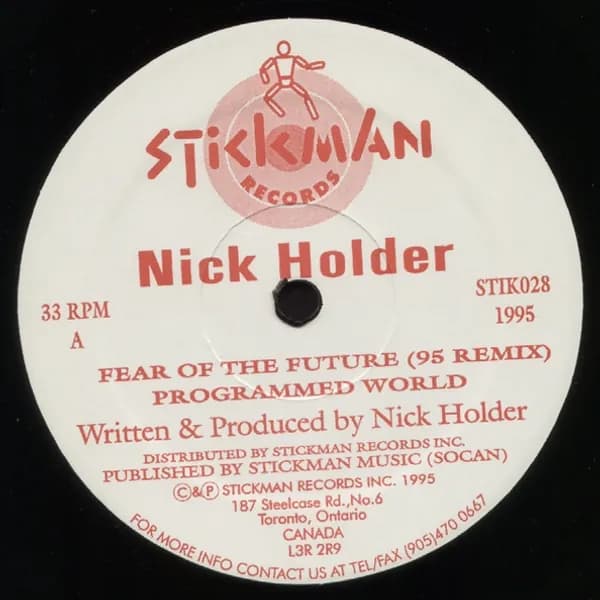 STICKMAN
RECORDS
Nick Holder
33 RPM
A
STIK028
1995
FEAR OF THE FUTURE (95 REMIX)
PROGRAMMED WORLD
Written & Produced by Nick Holder
DISTRIBUTED BY STICKMAN RECORDS INC.
PUBLISHED BY STICKMAN MUSIC (SOCAN)
©&℗ STICKMAN RECORDS INC. 1995
187 Steelcase Rd.,No.6
Toronto, Ontario
CANADA
L3R 2R9
FOR MORE INFO CONTACT US AT TEL/FAX (905)470 0667